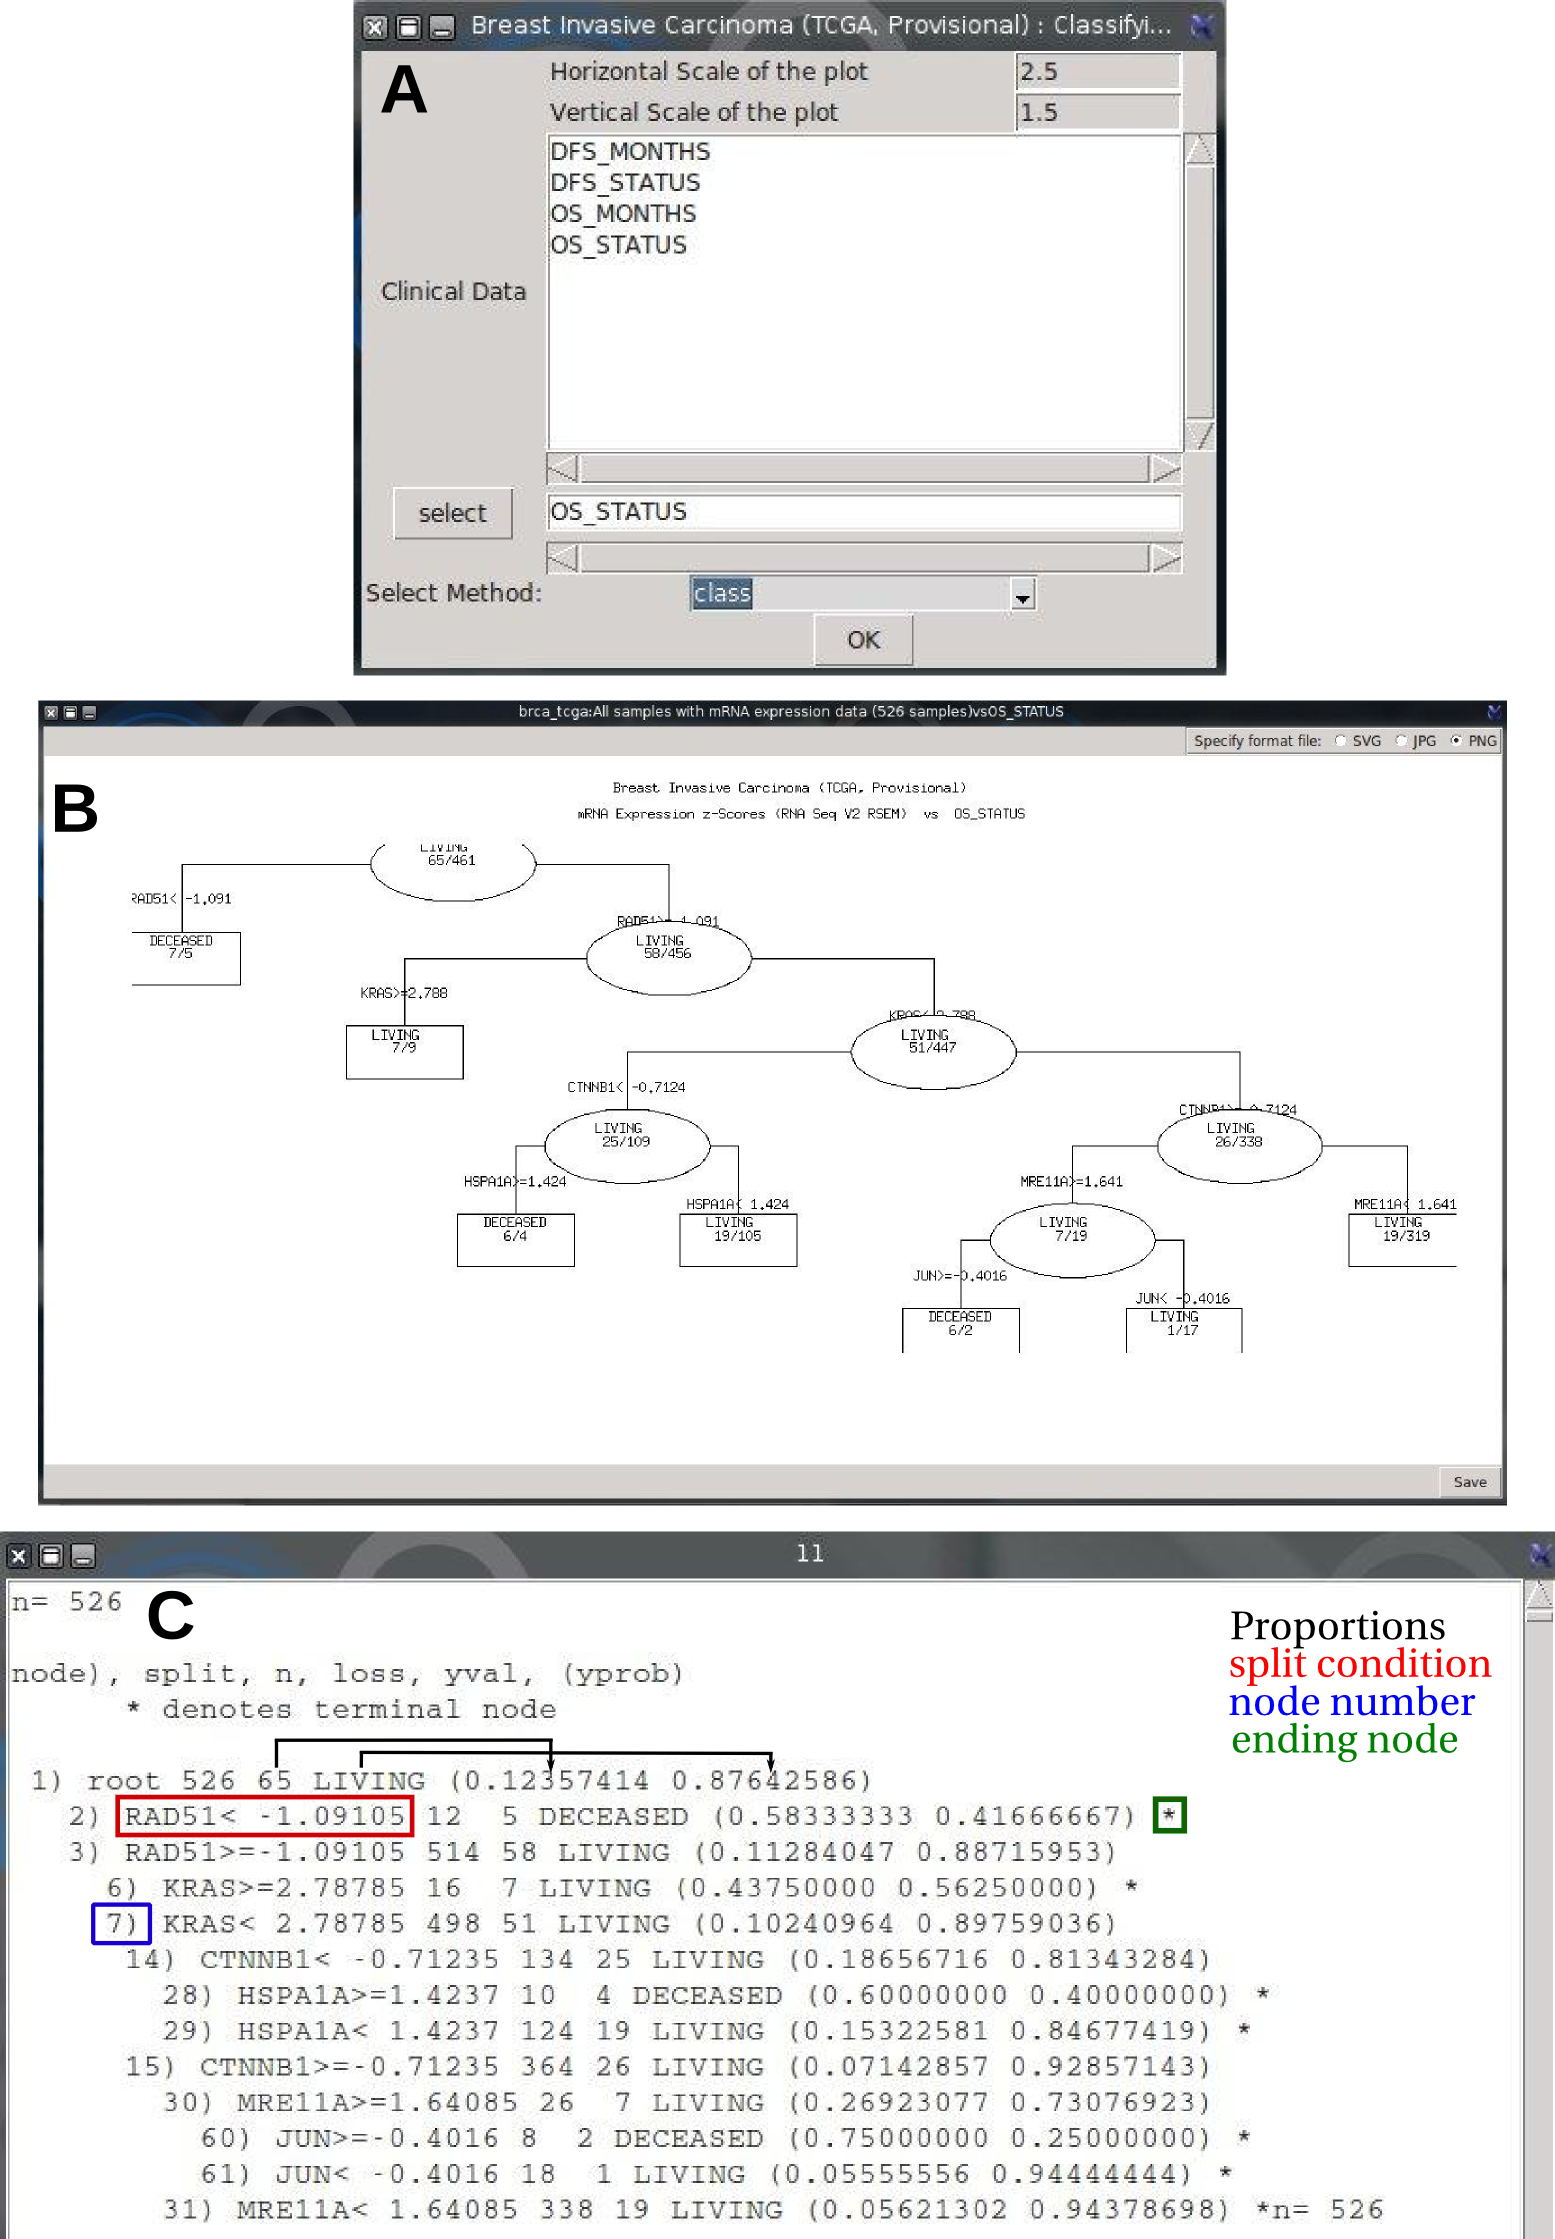 Breast Invasive Carcinoma (TCGA, Provisional) : Classifyi...
A
Horizontal Scale of the plot 2.5
Vertical Scale of the plot 1.5
DFS_MONTHS
DFS_STATUS
OS_MONTHS
OS_STATUS
Clinical Data
select OS_STATUS
Select Method: class
OK
brca_tcga:All samples with mRNA expression data (526 samples)vsOS_STATUS
Specify format file: SVG JPG PNG
B
Breast Invasive Carcinoma (TCGA, Provisional)
mRNA Expression z-Scores (RNA Seq V2 RSEM) vs OS_STATUS
LIVING
65/461
RAD51< -1.091
RAD51>=-1.091
DECEASED
7/5
LIVING
58/456
KRAS>=2.788
KRAS< 2.788
LIVING
7/9
LIVING
51/447
CTNNB1< -0.7124
CTNNB1>=-0.7124
LIVING
25/109
LIVING
26/338
HSPA1A>=1.424
HSPA1A< 1.424
MRE11A>=1.641
MRE11A< 1.641
DECEASED
6/4
LIVING
19/105
LIVING
7/19
LIVING
19/319
JUN>=-0.4016
JUN< -0.4016
DECEASED
6/2
LIVING
1/17
Save
11
n= 526
C
Proportions
split condition
node number
ending node
node), split, n, loss, yval, (yprob)
* denotes terminal node
1) root 526 65 LIVING (0.12357414 0.87642586)
2) RAD51< -1.09105 12 5 DECEASED (0.58333333 0.41666667) *
3) RAD51>=-1.09105 514 58 LIVING (0.11284047 0.88715953)
6) KRAS>=2.78785 16 7 LIVING (0.43750000 0.56250000) *
7) KRAS< 2.78785 498 51 LIVING (0.10240964 0.89759036)
14) CTNNB1< -0.71235 134 25 LIVING (0.18656716 0.81343284)
28) HSPA1A>=1.4237 10 4 DECEASED (0.60000000 0.40000000) *
29) HSPA1A< 1.4237 124 19 LIVING (0.15322581 0.84677419) *
15) CTNNB1>=-0.71235 364 26 LIVING (0.07142857 0.92857143)
30) MRE11A>=1.64085 26 7 LIVING (0.26923077 0.73076923)
60) JUN>=-0.4016 8 2 DECEASED (0.75000000 0.25000000) *
61) JUN< -0.4016 18 1 LIVING (0.05555556 0.94444444) *
31) MRE11A< 1.64085 338 19 LIVING (0.05621302 0.94378698) *n= 526